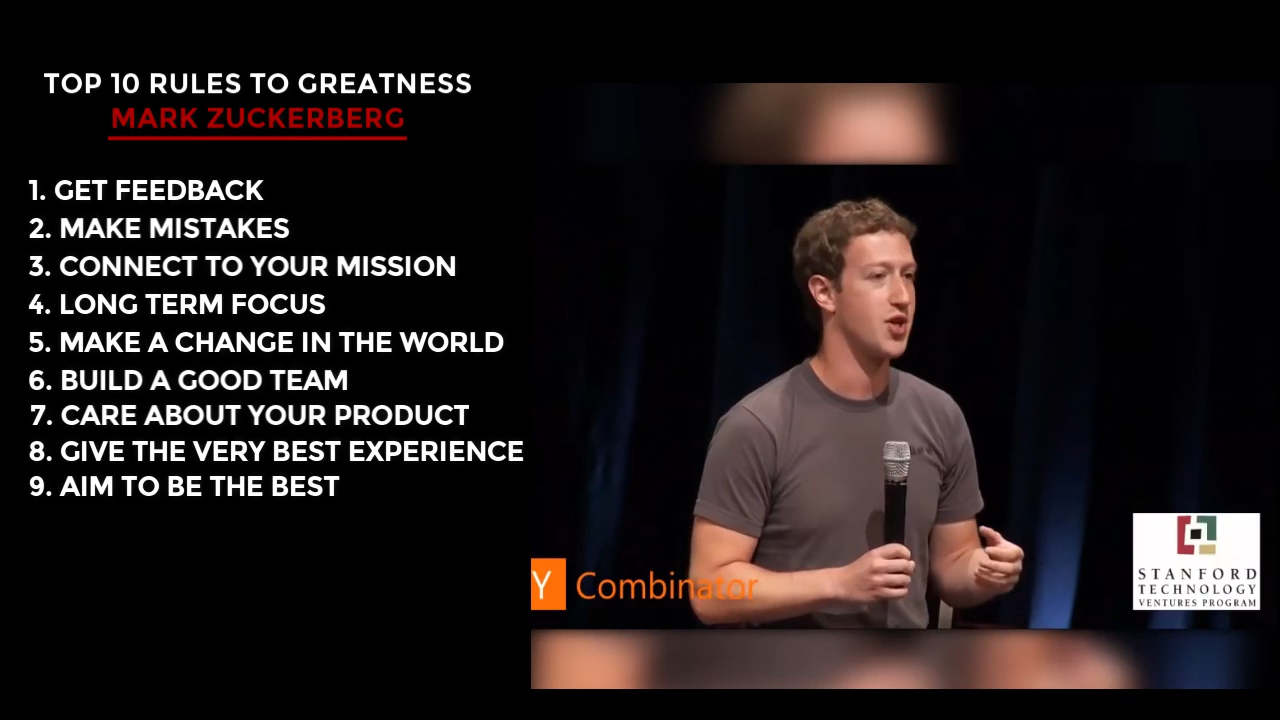 TOP 10 RULES TO GREATNESS
MARK ZUCKERBERG
1. GET FEEDBACK
2. MAKE MISTAKES
3. CONNECT TO YOUR MISSION
4. LONG TERM FOCUS
5. MAKE A CHANGE IN THE WORLD
6. BUILD A GOOD TEAM
7. CARE ABOUT YOUR PRODUCT
8. GIVE THE VERY BEST EXPERIENCE
9. AIM TO BE THE BEST
Y Combinator
STANFORD
TECHNOLOGY
VENTURES PROGRAM